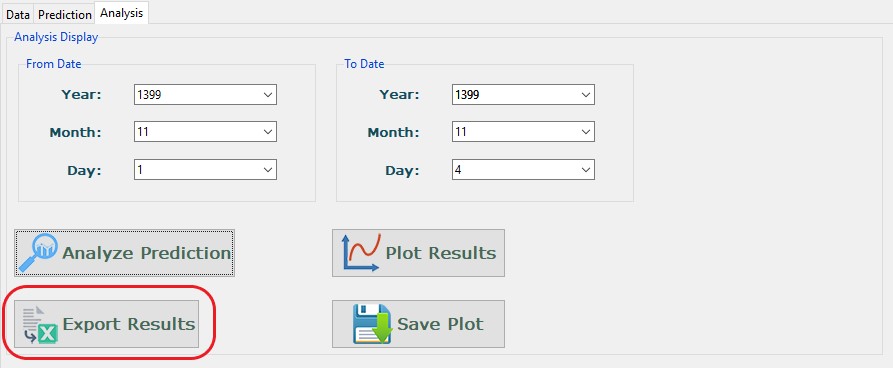 Data Prediction Analysis
Analysis Display
From Date
To Date
Year: 1399
Year: 1399
Month: 11
Month: 11
Day: 1
Day: 4
Analyze Prediction
Plot Results
Export Results
Save Plot